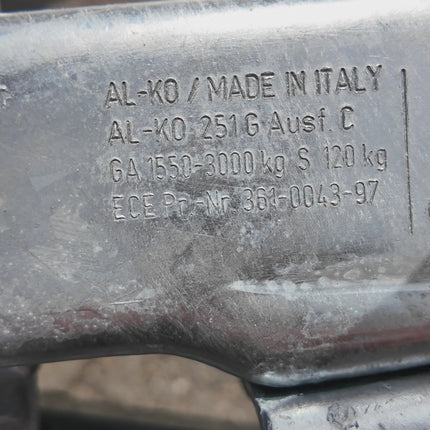 AL-KO / MADE IN ITALY
AL-KO 251 G Ausf. C
GA 1550-3000 kg S 120 kg
ECE Pr.-Nr. 361-0043-97